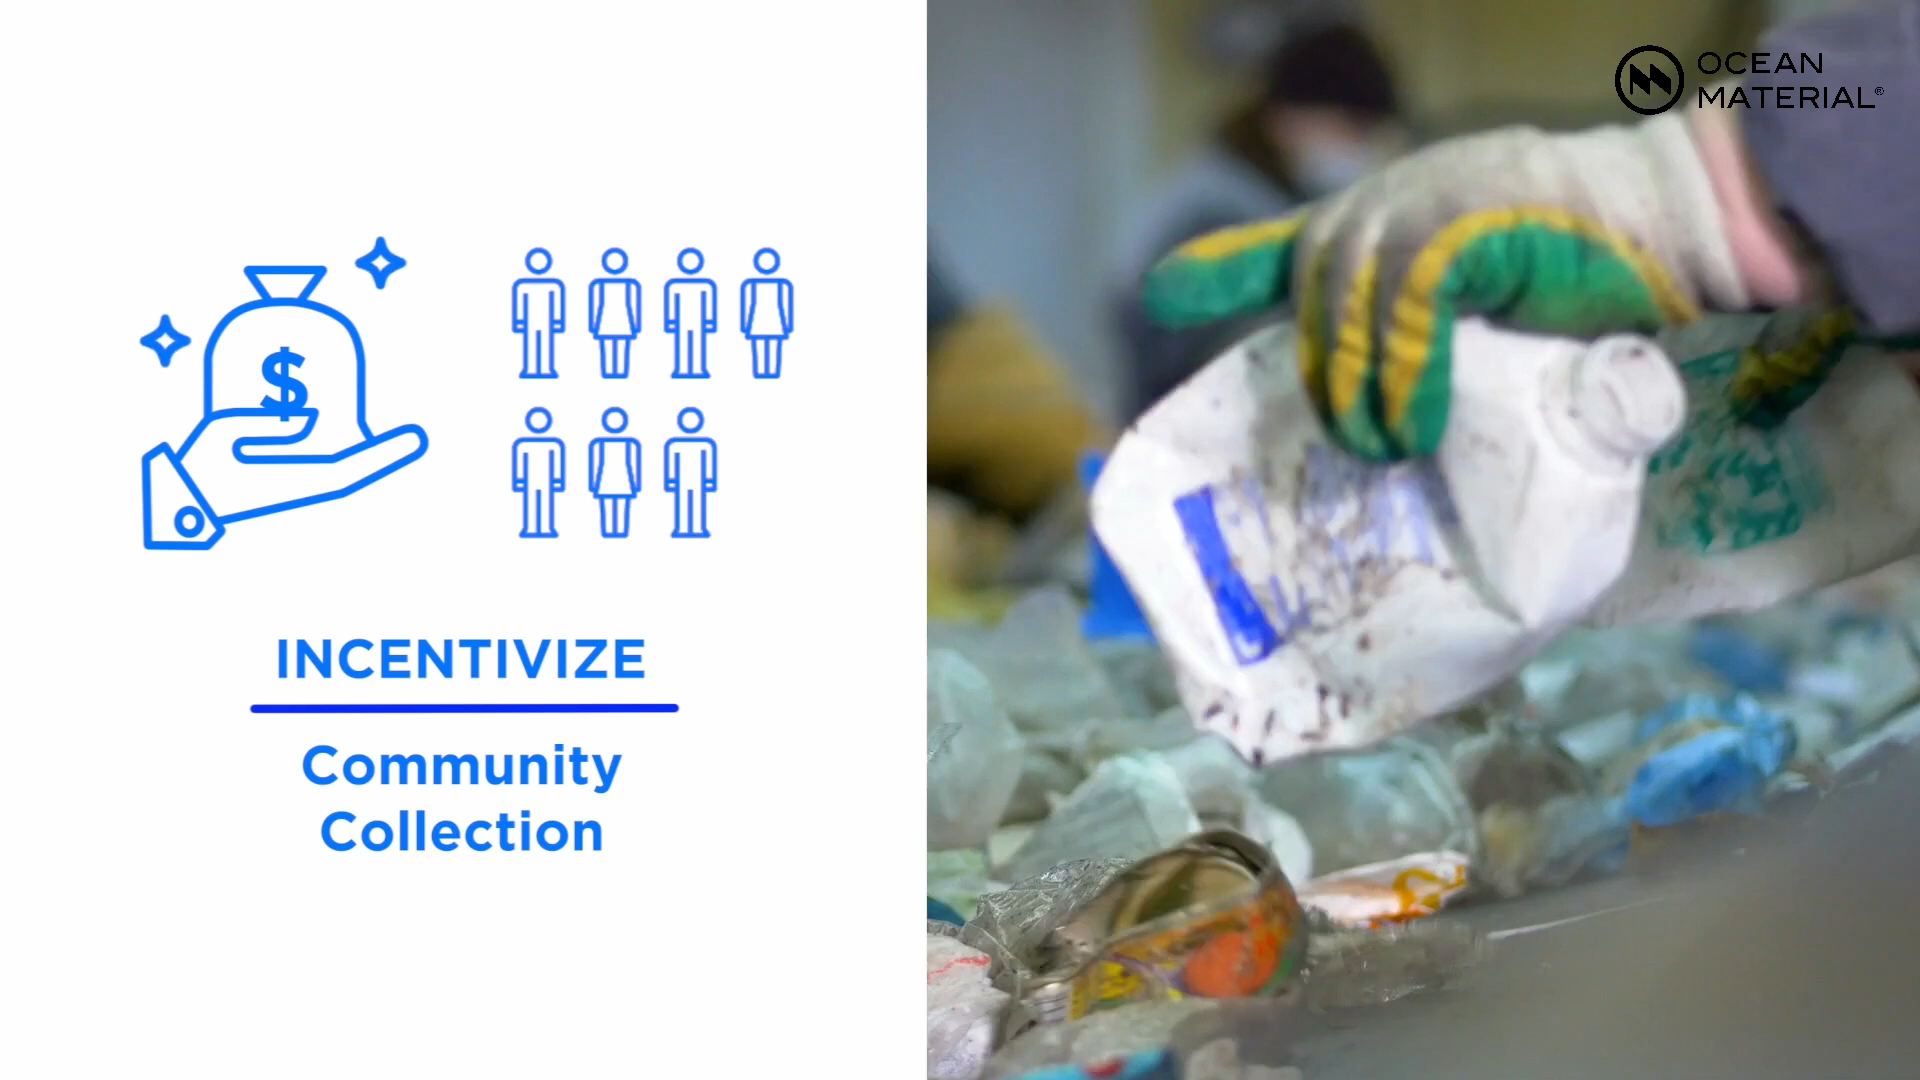 OCEAN
MATERIAL®
$
INCENTIVIZE
Community
Collection